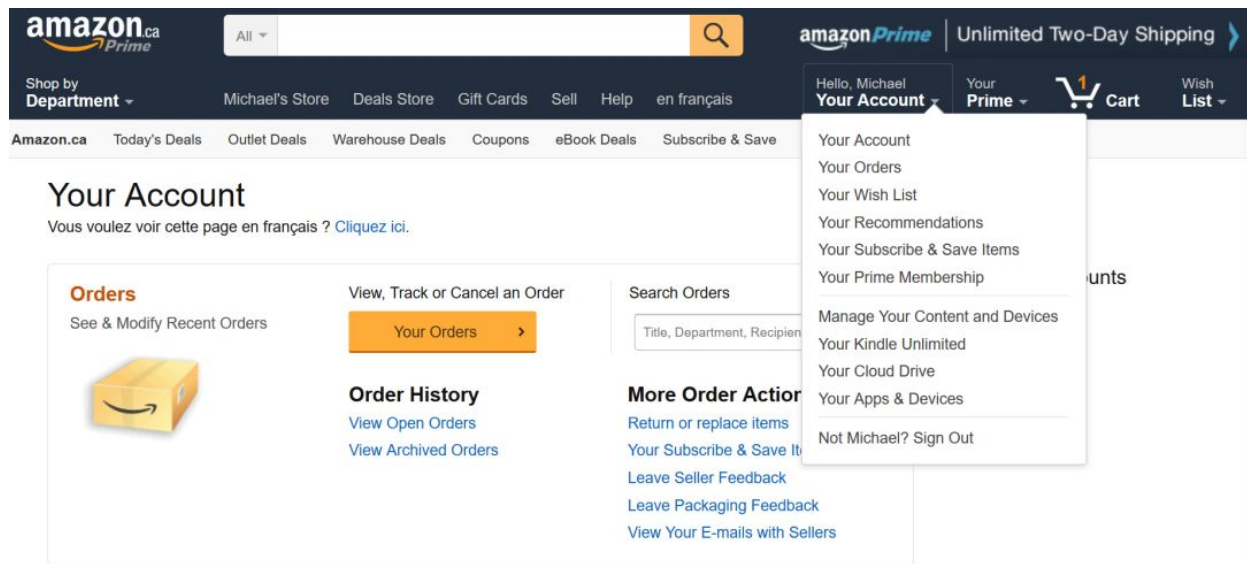 amazon.ca
Prime
All
amazonPrime | Unlimited Two-Day Shipping
Shop by
Department
Michael's Store Deals Store Gift Cards Sell Help en français
Hello, Michael
Your Account
Your
Prime
1
Cart
Wish
List
Amazon.ca Today's Deals Outlet Deals Warehouse Deals Coupons eBook Deals Subscribe & Save
Your Account
Your Orders
Your Wish List
Your Recommendations
Your Subscribe & Save Items
Your Prime Membership
Manage Your Content and Devices
Your Kindle Unlimited
Your Cloud Drive
Your Apps & Devices
Not Michael? Sign Out
Your Account
Vous voulez voir cette page en français ? Cliquez ici.
Orders
See & Modify Recent Orders
View, Track or Cancel an Order
Your Orders
Order History
View Open Orders
View Archived Orders
Search Orders
Title, Department, Recipien
More Order Action
Return or replace items
Your Subscribe & Save It
Leave Seller Feedback
Leave Packaging Feedback
View Your E-mails with Sellers
unts